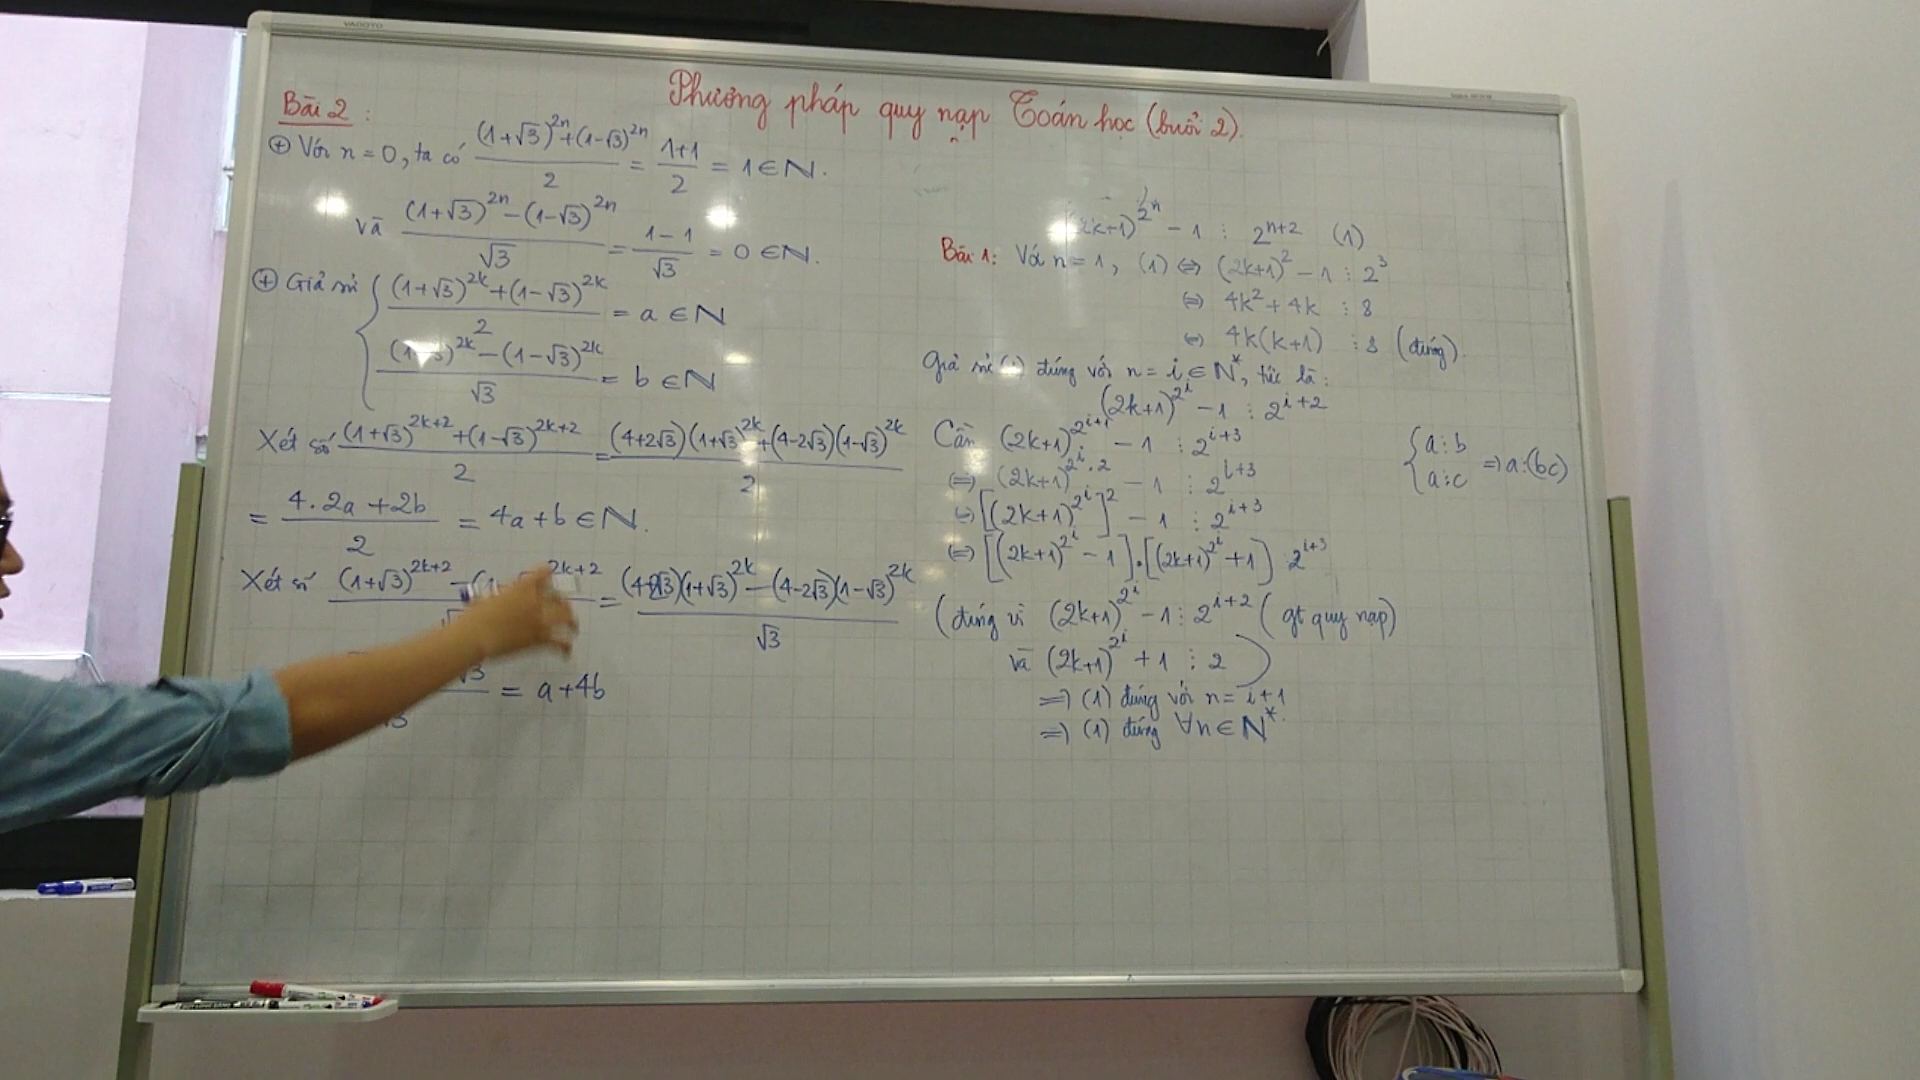 Phương pháp quy nạp Toán học (buổi 2).
Bài 2 :
⊕ Với n = 0, ta có ((1+√3)^{2n} + (1-√3)^{2n})/2 = (1+1)/2 = 1 ∈ N.
và ((1+√3)^{2n} - (1-√3)^{2n})/√3 = (1-1)/√3 = 0 ∈ N.
⊕ Giả sử { ((1+√3)^{2k} + (1-√3)^{2k})/2 = a ∈ N
((1+√3)^{2k} - (1-√3)^{2k})/√3 = b ∈ N
Xét số ((1+√3)^{2k+2} + (1-√3)^{2k+2})/2 = ((4+2√3)(1+√3)^{2k} + (4-2√3)(1-√3)^{2k})/2
= (4.2a + 2b)/2 = 4a + b ∈ N.
Xét số (1+√3)^{2k+2} - (1 ^{2k+2} = ((4+2√3)(1+√3)^{2k} - (4-2√3)(1-√3)^{2k})/√3
= a + 4b
(2k+1)^{2^n} - 1 ⋮ 2^{n+2} (1)
Bài 1: Với n = 1, (1) ⇔ (2k+1)^2 - 1 ⋮ 2^3
⇔ 4k^2 + 4k ⋮ 8
⇔ 4k(k+1) ⋮ 8 (đúng).
Giả sử (1) đúng với n = i ∈ N*, tức là:
(2k+1)^{2^i} - 1 ⋮ 2^{i+2}
Cần (2k+1)^{2^{i+1}} - 1 ⋮ 2^{i+3}
⇔ (2k+1)^{2^i.2} - 1 ⋮ 2^{i+3}
⇔ [(2k+1)^{2^i}]^2 - 1 ⋮ 2^{i+3}
⇔ [(2k+1)^{2^i} - 1].[(2k+1)^{2^i} + 1] ⋮ 2^{i+3}
(đúng vì (2k+1)^{2^i} - 1 ⋮ 2^{i+2} (gt quy nạp)
và (2k+1)^{2^i} + 1 ⋮ 2 )
⇒ (1) đúng với n = i+1
⇒ (1) đúng ∀n ∈ N*.
{ a ⋮ b
a ⋮ c ⇒ a ⋮ (bc)